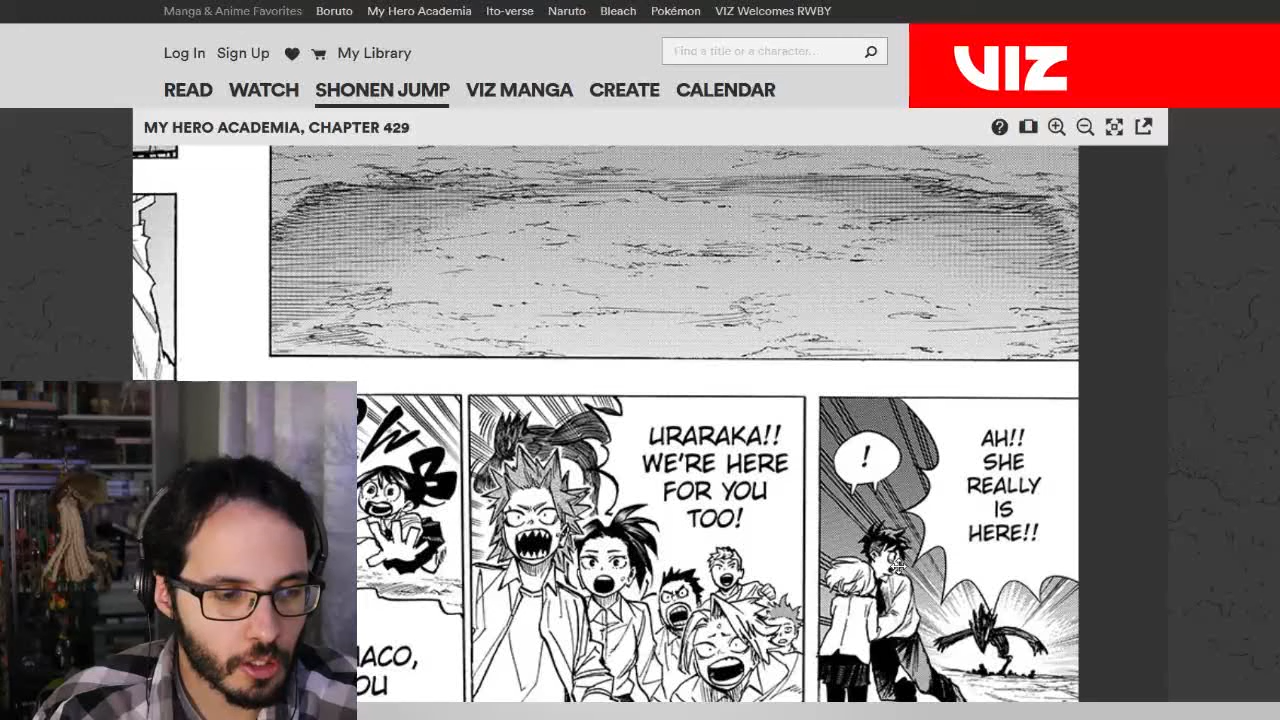 Manga & Anime Favorites Boruto My Hero Academia Ito-verse Naruto Bleach Pokémon VIZ Welcomes RWBY
Log In Sign Up My Library
Find a title or a character...
VIZ
READ WATCH SHONEN JUMP VIZ MANGA CREATE CALENDAR
MY HERO ACADEMIA, CHAPTER 429
?
AH!!
SHE
REALLY
IS
HERE!!
!
URARAKA!!
WE'RE HERE
FOR YOU
TOO!